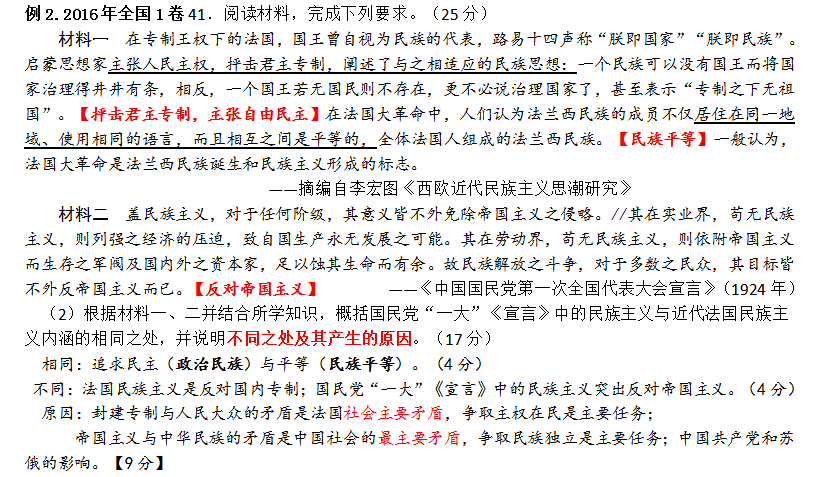 例 2. 2016年全国 1 卷 41．阅读材料，完成下列要求。（25 分）
材料一　在专制王权下的法国，国王曾自视为民族的代表，路易十四声称“朕即国家”“朕即民族”。
启蒙思想家主张人民主权，抨击君主专制，阐述了与之相适应的民族思想：一个民族可以没有国王而将国
家治理得井井有条，相反，一个国王若无国民则不存在，更不必说治理国家了，甚至表示“专制之下无祖
国”。【抨击君主专制，主张自由民主】在法国大革命中，人们认为法兰西民族的成员不仅居住在同一地
域、使用相同的语言，而且相互之间是平等的，全体法国人组成的法兰西民族。【民族平等】一般认为，
法国大革命是法兰西民族诞生和民族主义形成的标志。
——摘编自李宏图《西欧近代民族主义思潮研究》
材料二　盖民族主义，对于任何阶级，其意义皆不外免除帝国主义之侵略。//其在实业界，苟无民族
主义，则列强之经济的压迫，致自国生产永无发展之可能。其在劳动界，苟无民族主义，则依附帝国主义
而生存之军阀及国内外之资本家，足以蚀其生命而有余。故民族解放之斗争，对于多数之民众，其目标皆
不外反帝国主义而已。【反对帝国主义】　——《中国国民党第一次全国代表大会宣言》（1924 年）
（2）根据材料一、二并结合所学知识，概括国民党“一大”《宣言》中的民族主义与近代法国民族主
义内涵的相同之处，并说明不同之处及其产生的原因。（17 分）
相同：追求民主（政治民族）与平等（民族平等）。（4 分）
不同：法国民族主义是反对国内专制；国民党“一大”《宣言》中的民族主义突出反对帝国主义。（4 分）
原因：封建专制与人民大众的矛盾是法国社会主要矛盾，争取主权在民是主要任务；
帝国主义与中华民族的矛盾是中国社会的最主要矛盾，争取民族独立是主要任务；中国共产党和苏
俄的影响。【9 分】